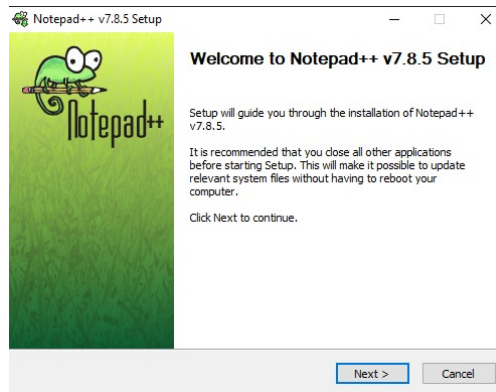 Notepad++ v7.8.5 Setup
Notepad++
Welcome to Notepad++ v7.8.5 Setup
Setup will guide you through the installation of Notepad++
v7.8.5.
It is recommended that you close all other applications
before starting Setup. This will make it possible to update
relevant system files without having to reboot your
computer.
Click Next to continue.
Next >
Cancel